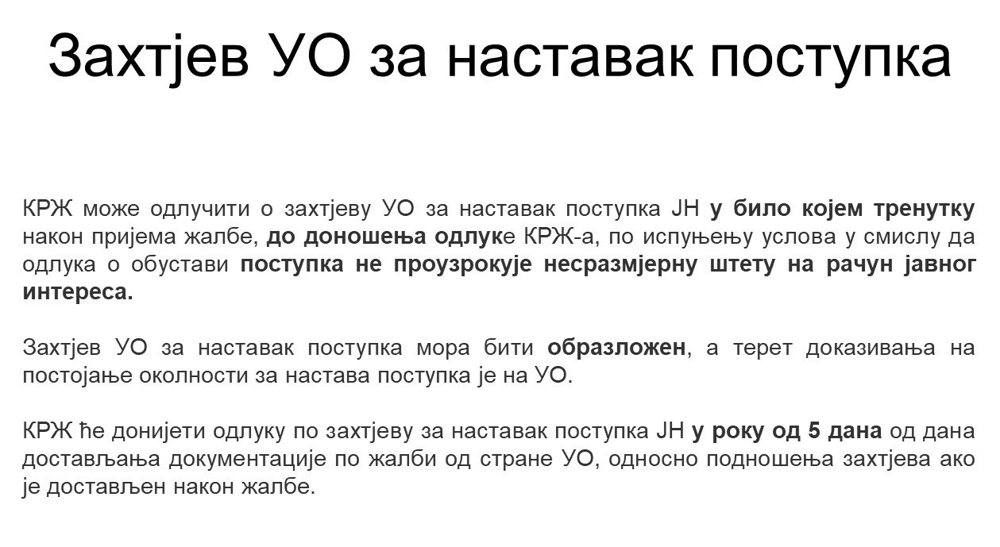 Захтјев УО за наставак поступка
КРЖ може одлучити о захтјеву УО за наставак поступка ЈН у било којем тренутку
након пријема жалбе, до доношења одлуке КРЖ-а, по испуњењу услова у смислу да
одлука о обустави поступка не проузрокује несразмјерну штету на рачун јавног
интереса.
Захтјев УО за наставак поступка мора бити образложен, а терет доказивања на
постојање околности за настава поступка је на УО.
КРЖ ће донијети одлуку по захтјеву за наставак поступка ЈН у року од 5 дана од дана
достављања документације по жалби од стране УО, односно подношења захтјева ако
је достављен након жалбе.